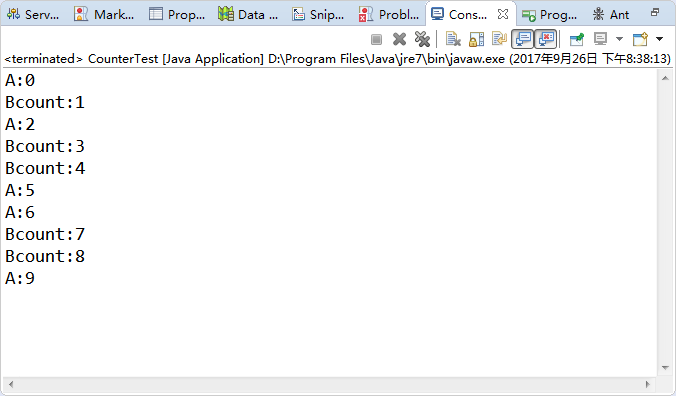 Serv... Mark... Prop... Data ... Snip... Probl... Cons... Prog... Ant
<terminated> CounterTest [Java Application] D:\Program Files\Java\jre7\bin\javaw.exe (2017年9月26日 下午8:38:13)
A:0
Bcount:1
A:2
Bcount:3
Bcount:4
A:5
A:6
Bcount:7
Bcount:8
A:9